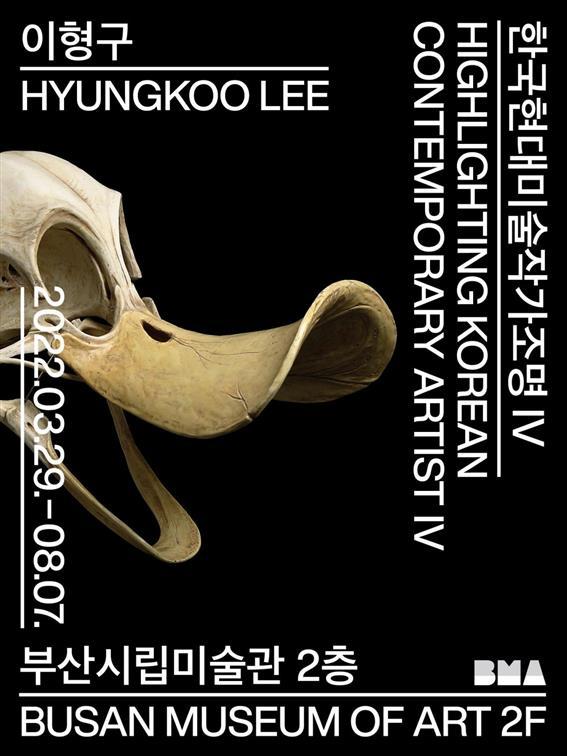 이형구
HYUNGKOO LEE
한국현대미술작가조명 IV
HIGHLIGHTING KOREAN
CONTEMPORARY ARTIST IV
2022.03.29.–08.07.
부산시립미술관 2층
BMA
BUSAN MUSEUM OF ART 2F